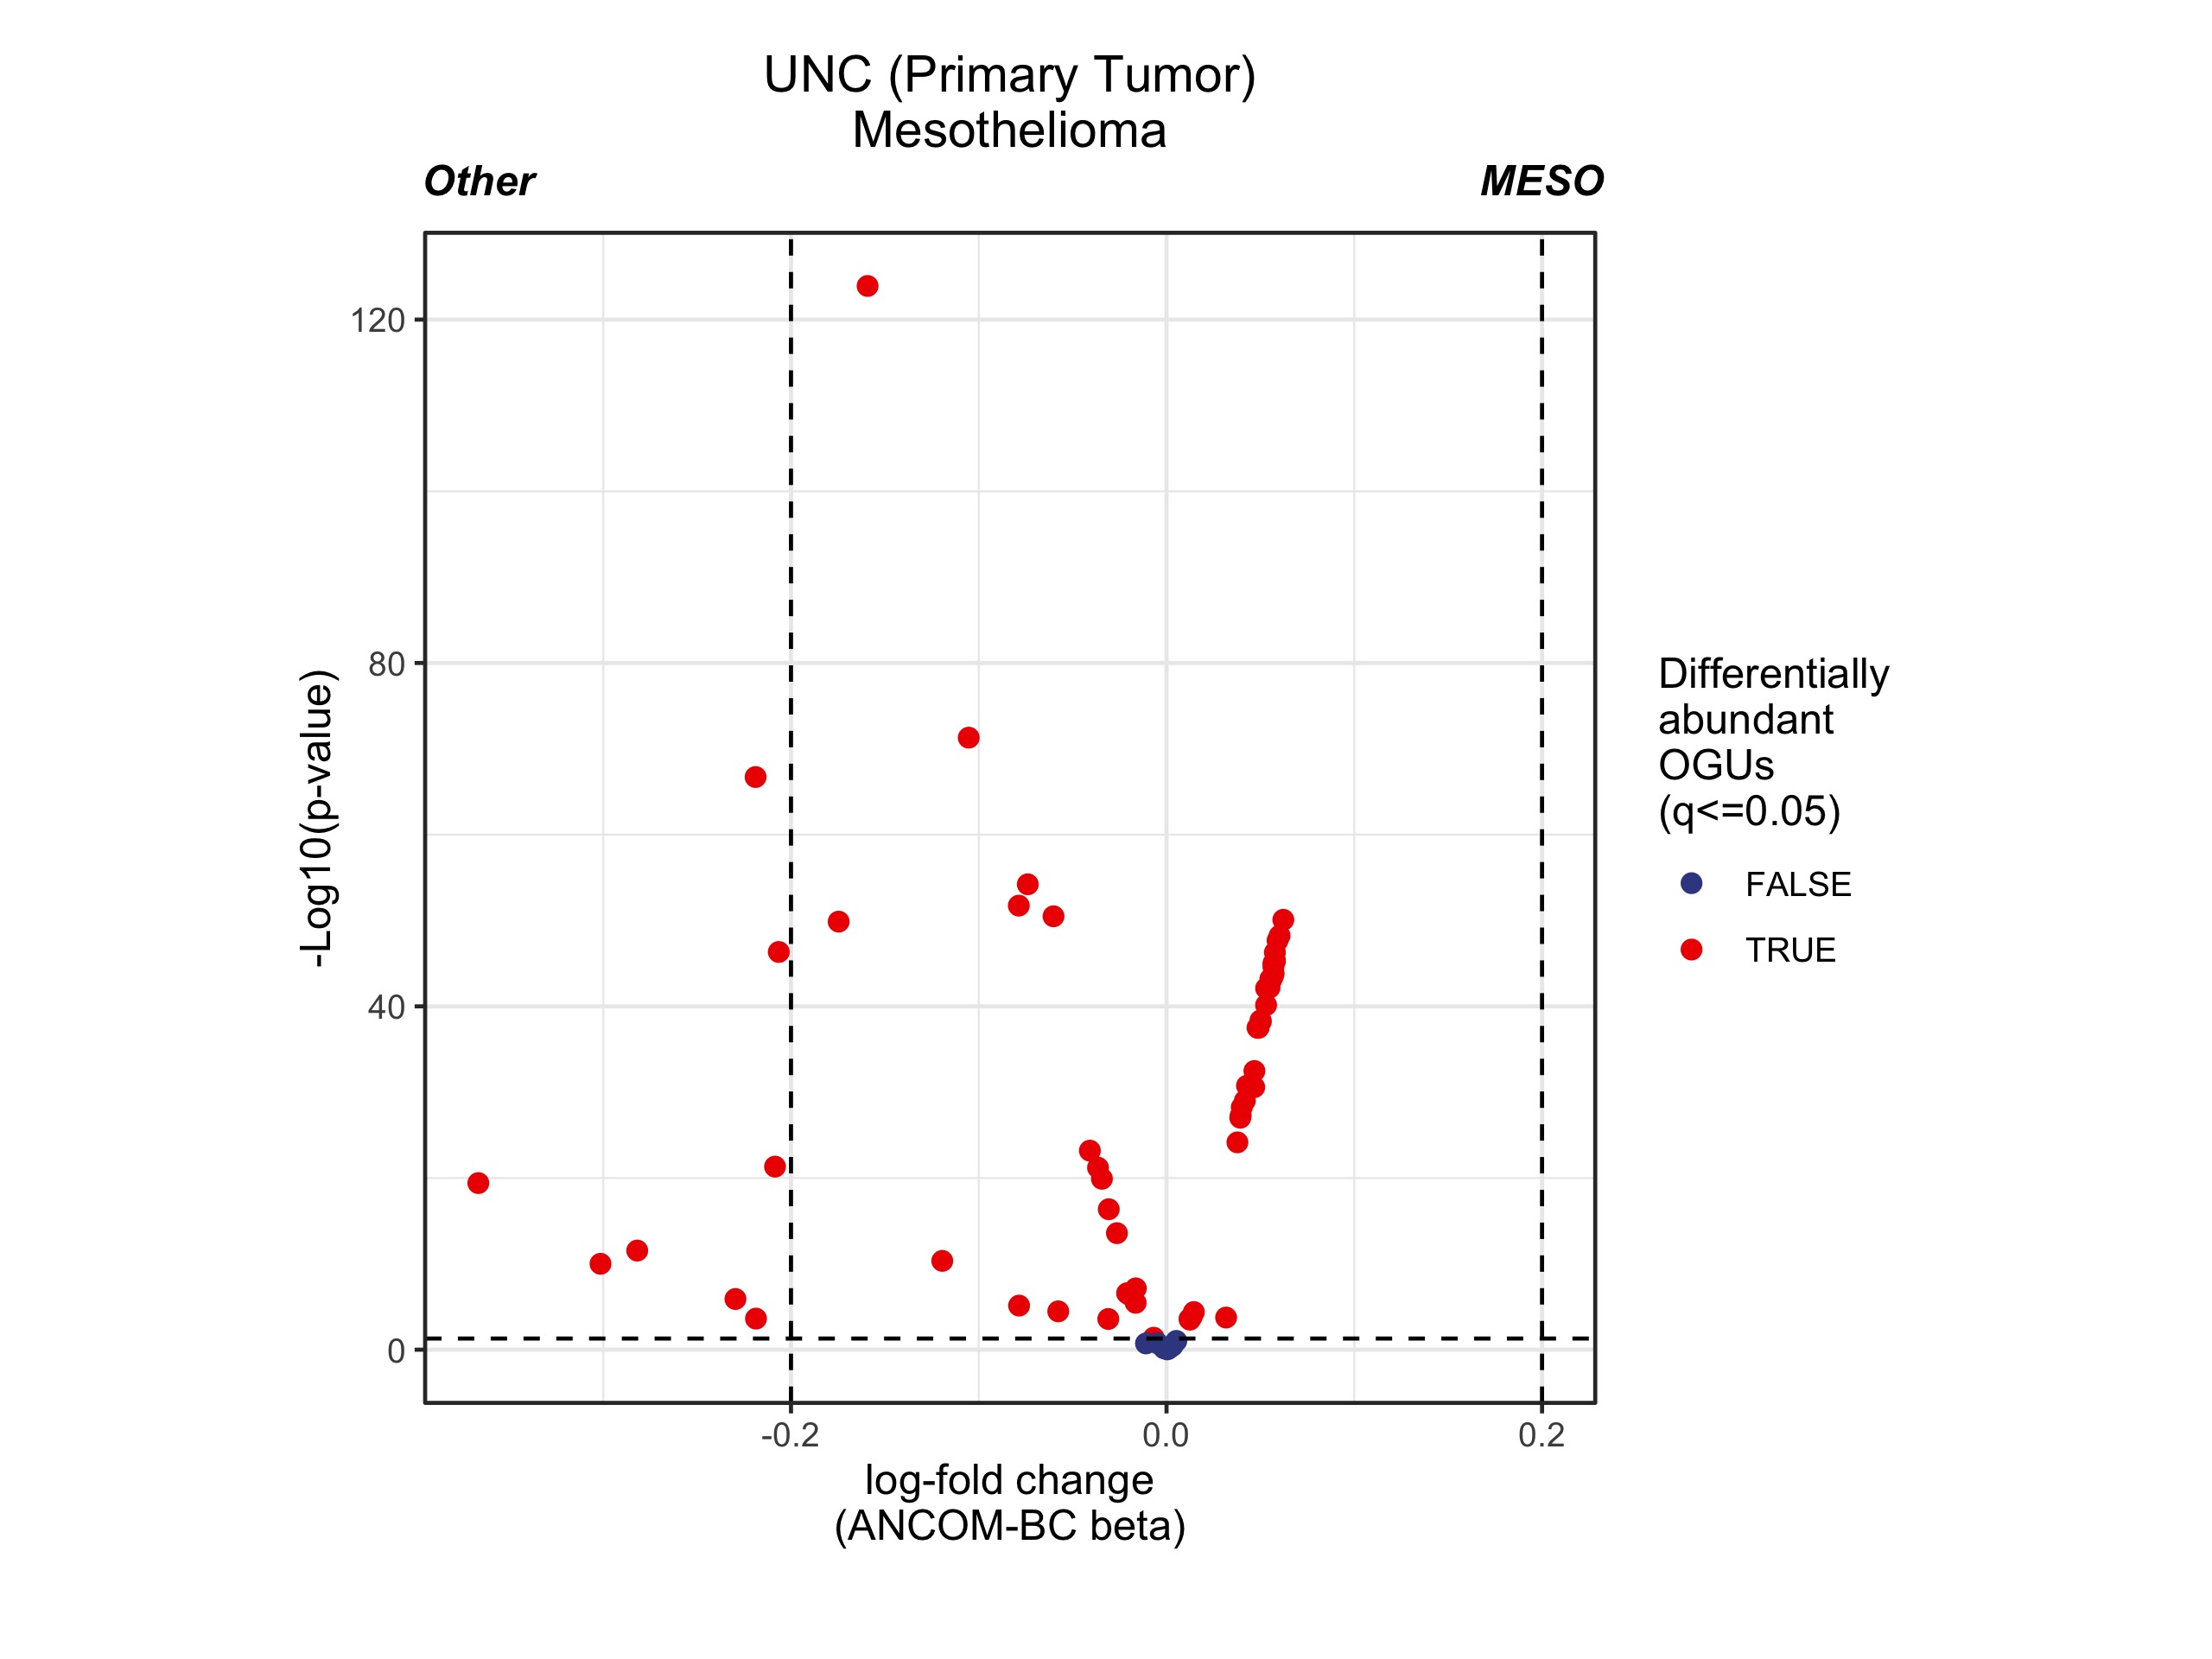 UNC (Primary Tumor)
Mesothelioma
Other
MESO
120
80
40
0
-Log10(p-value)
-0.2
0.0
0.2
log-fold change
(ANCOM-BC beta)
Differentially
abundant
OGUs
(q<=0.05)
FALSE
TRUE